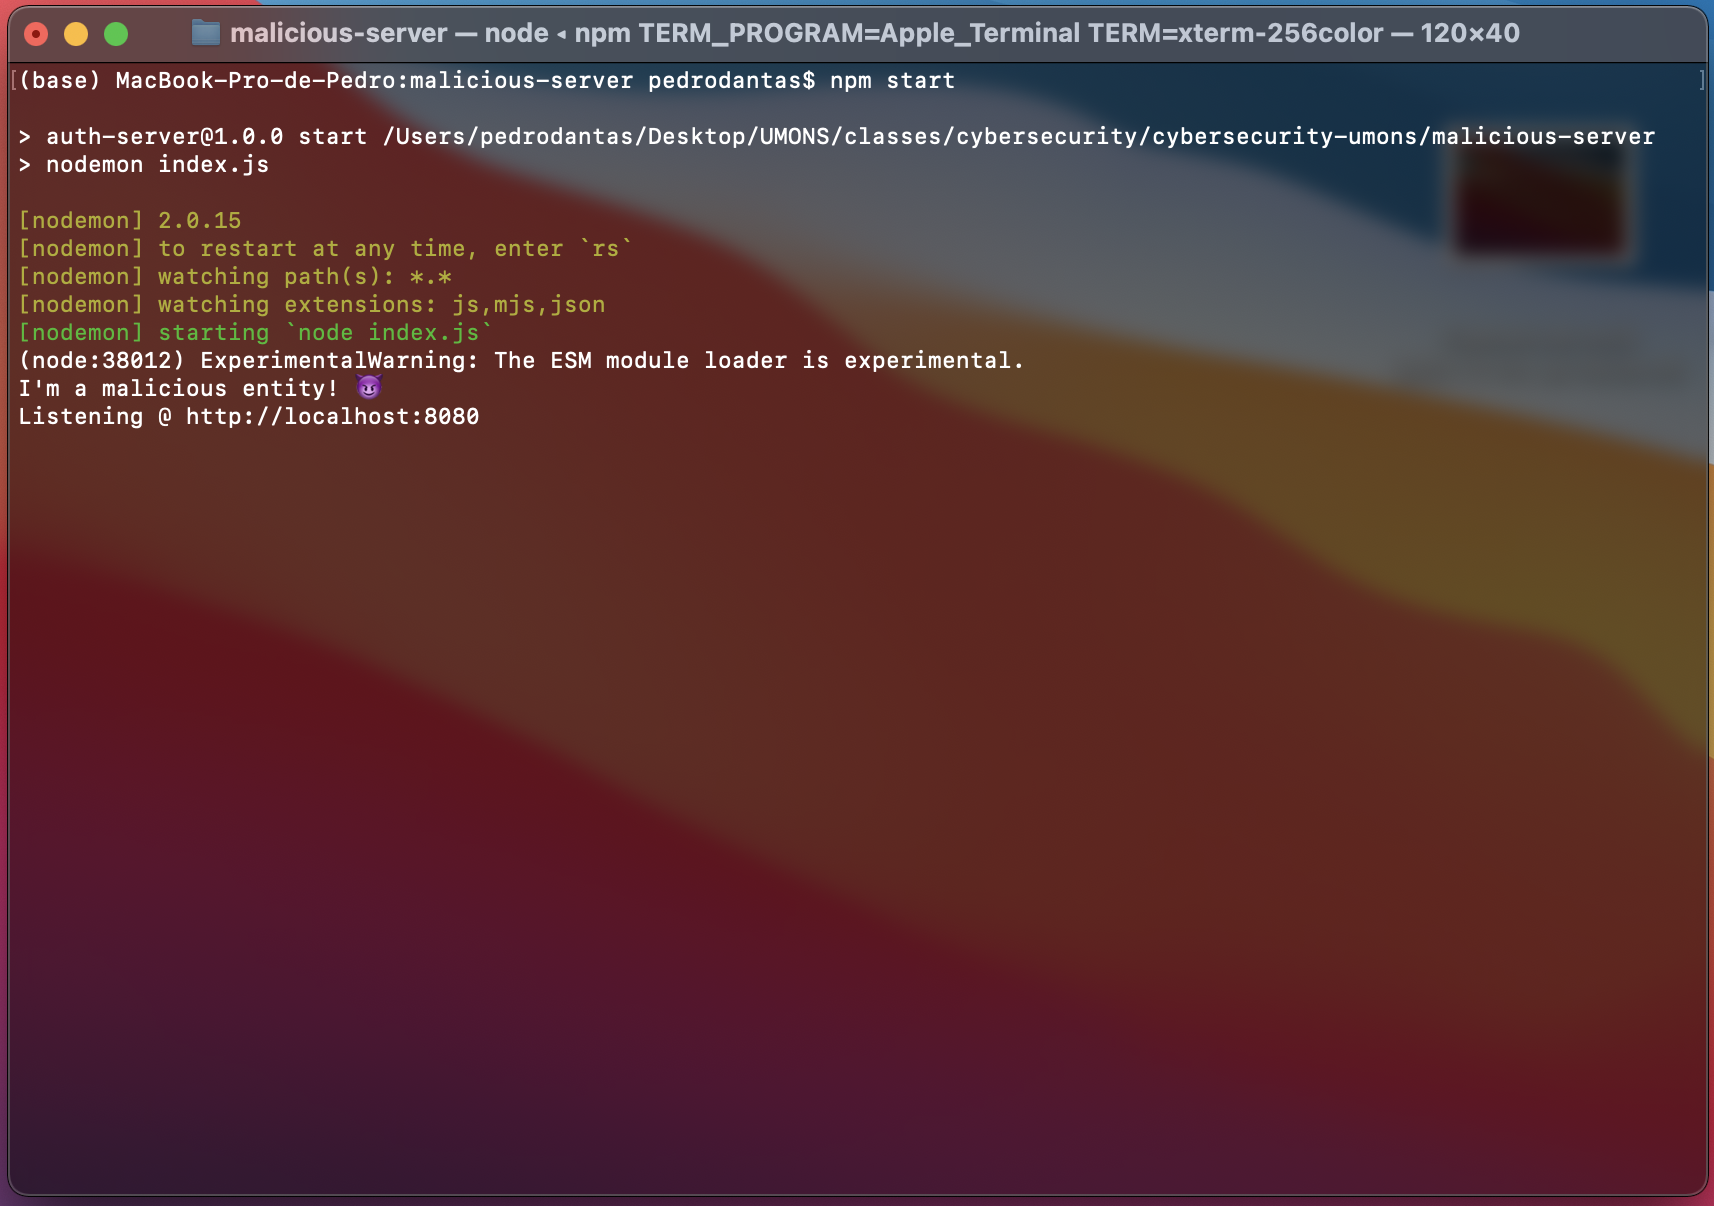 malicious-server — node ◂ npm TERM_PROGRAM=Apple_Terminal TERM=xterm-256color — 120×40
[(base) MacBook-Pro-de-Pedro:malicious-server pedrodantas$ npm start]
> auth-server@1.0.0 start /Users/pedrodantas/Desktop/UMONS/classes/cybersecurity/cybersecurity-umons/malicious-server
> nodemon index.js
[nodemon] 2.0.15
[nodemon] to restart at any time, enter `rs`
[nodemon] watching path(s): *.*
[nodemon] watching extensions: js,mjs,json
[nodemon] starting `node index.js`
(node:38012) ExperimentalWarning: The ESM module loader is experimental.
I'm a malicious entity! 😈
Listening @ http://localhost:8080